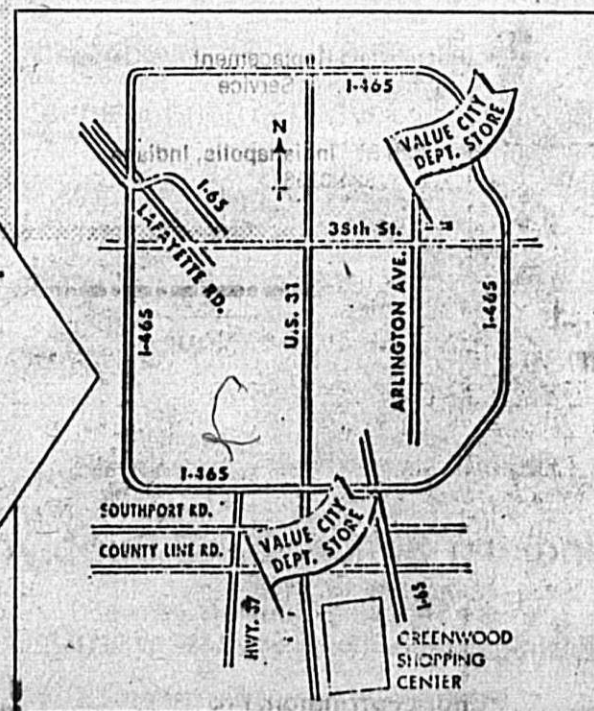 I-465
VALUE CITY
DEPT. STORE
N
I-65
LAFAYETTE RD.
38th St.
I-465
U.S. 31
ARLINGTON AVE.
I-465
I-465
SOUTHPORT RD.
COUNTY LINE RD.
VALUE CITY
DEPT. STORE
HWY. 37
I-65
GREENWOOD
SHOPPING
CENTER